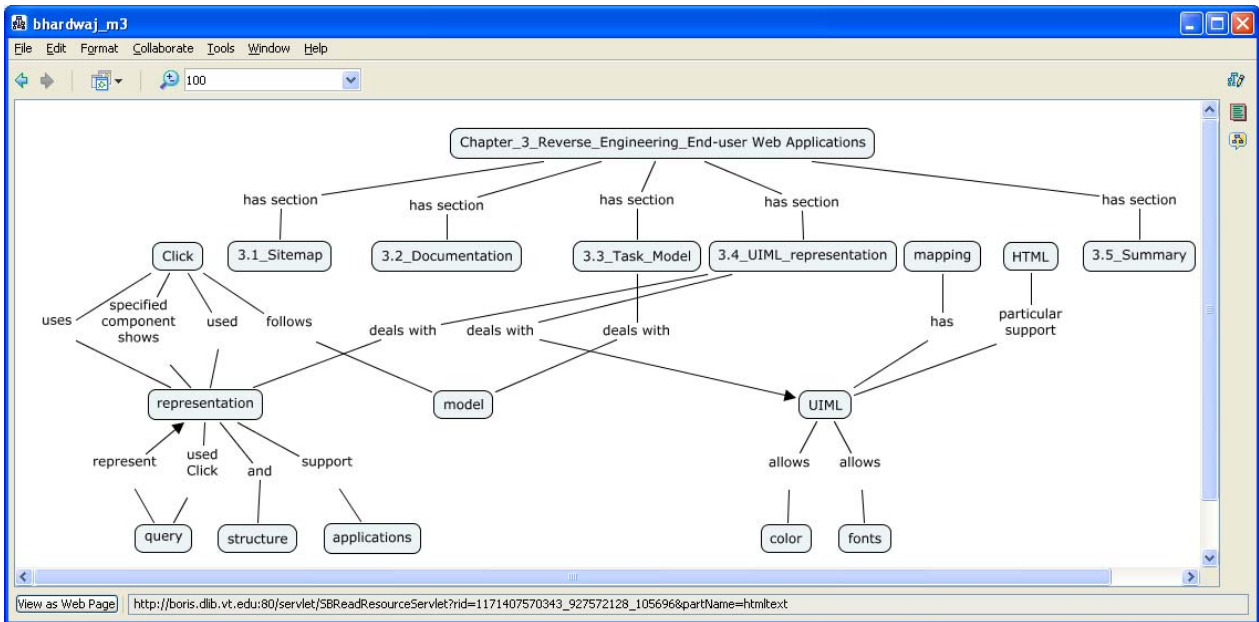 bhardwaj_m3
File Edit Format Collaborate Tools Window Help
100
Chapter_3_Reverse_Engineering_End-user Web Applications
has section
has section
has section
has section
has section
Click
3.1_Sitemap
3.2_Documentation
3.3_Task_Model
3.4_UIML_representation
mapping
HTML
3.5_Summary
uses
specified
component
shows
used
follows
deals with
deals with
deals with
has
particular
support
representation
model
UIML
represent
used
Click
and
support
allows
allows
query
structure
applications
color
fonts
View as Web Page
http://boris.dlib.vt.edu:80/servlet/SBReadResourceServlet?rid=1171407570343_927572128_105696&partName=htmltext